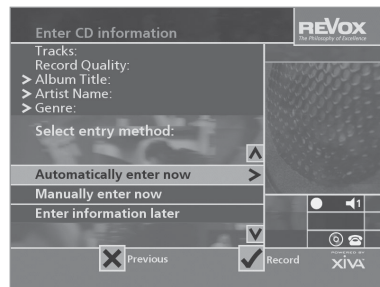 Enter CD information
REVOX
The Philosophy of Excellence
Tracks:
Record Quality:
> Album Title:
> Artist Name:
> Genre:
Select entry method:
Automatically enter now >
Manually enter now
Enter information later
1
Previous
Record
POWERED BY
XiVA